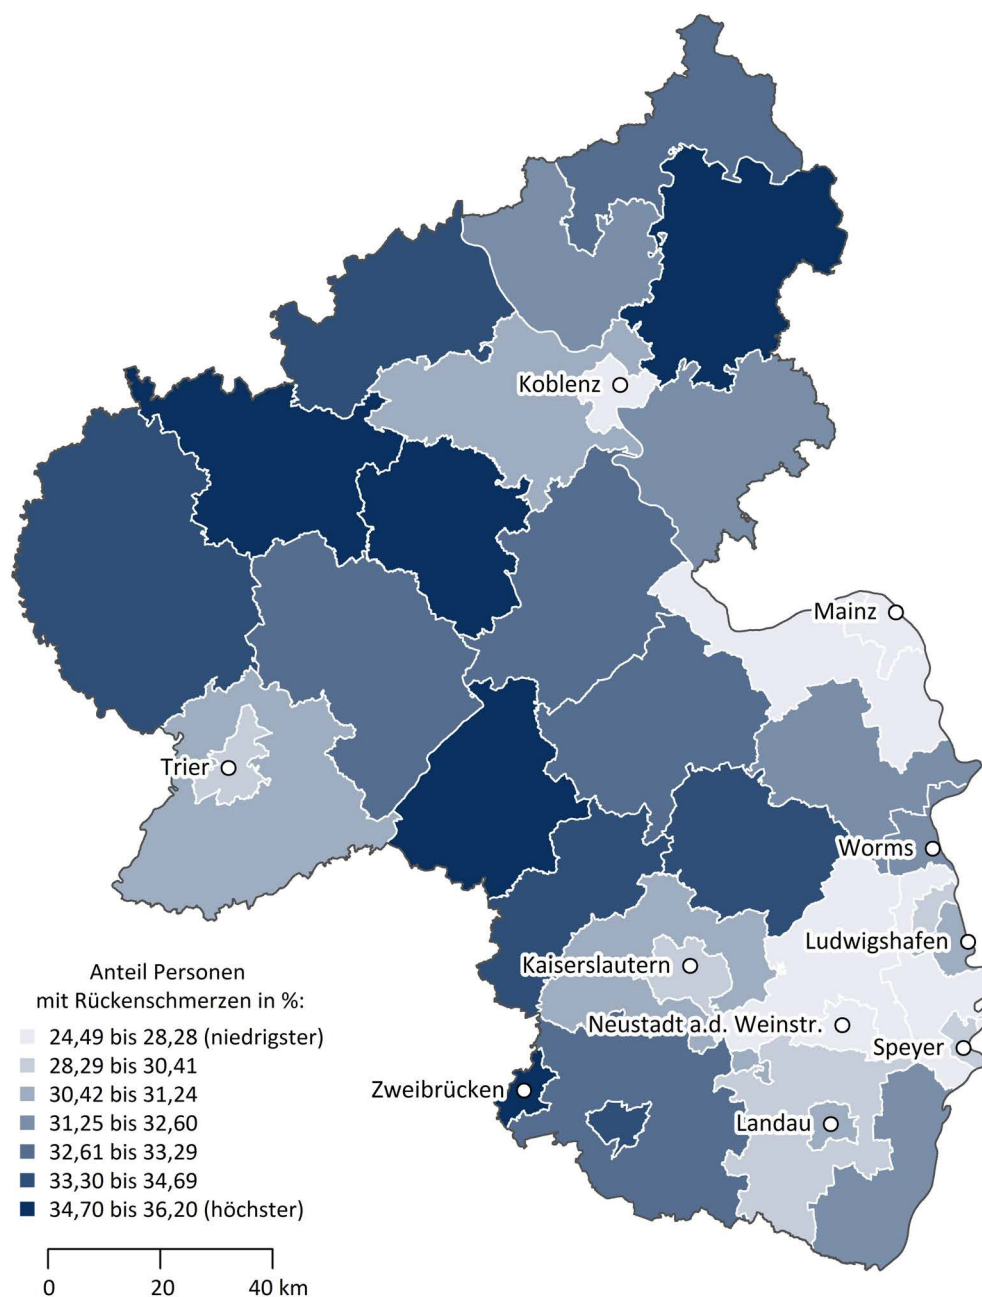 Koblenz
Mainz
Trier
Worms
Ludwigshafen
Kaiserslautern
Neustadt a.d. Weinstr.
Speyer
Zweibrücken
Landau
Anteil Personen
mit Rückenschmerzen in %:
24,49 bis 28,28 (niedrigster)
28,29 bis 30,41
30,42 bis 31,24
31,25 bis 32,60
32,61 bis 33,29
33,30 bis 34,69
34,70 bis 36,20 (höchster)
0 20 40 km